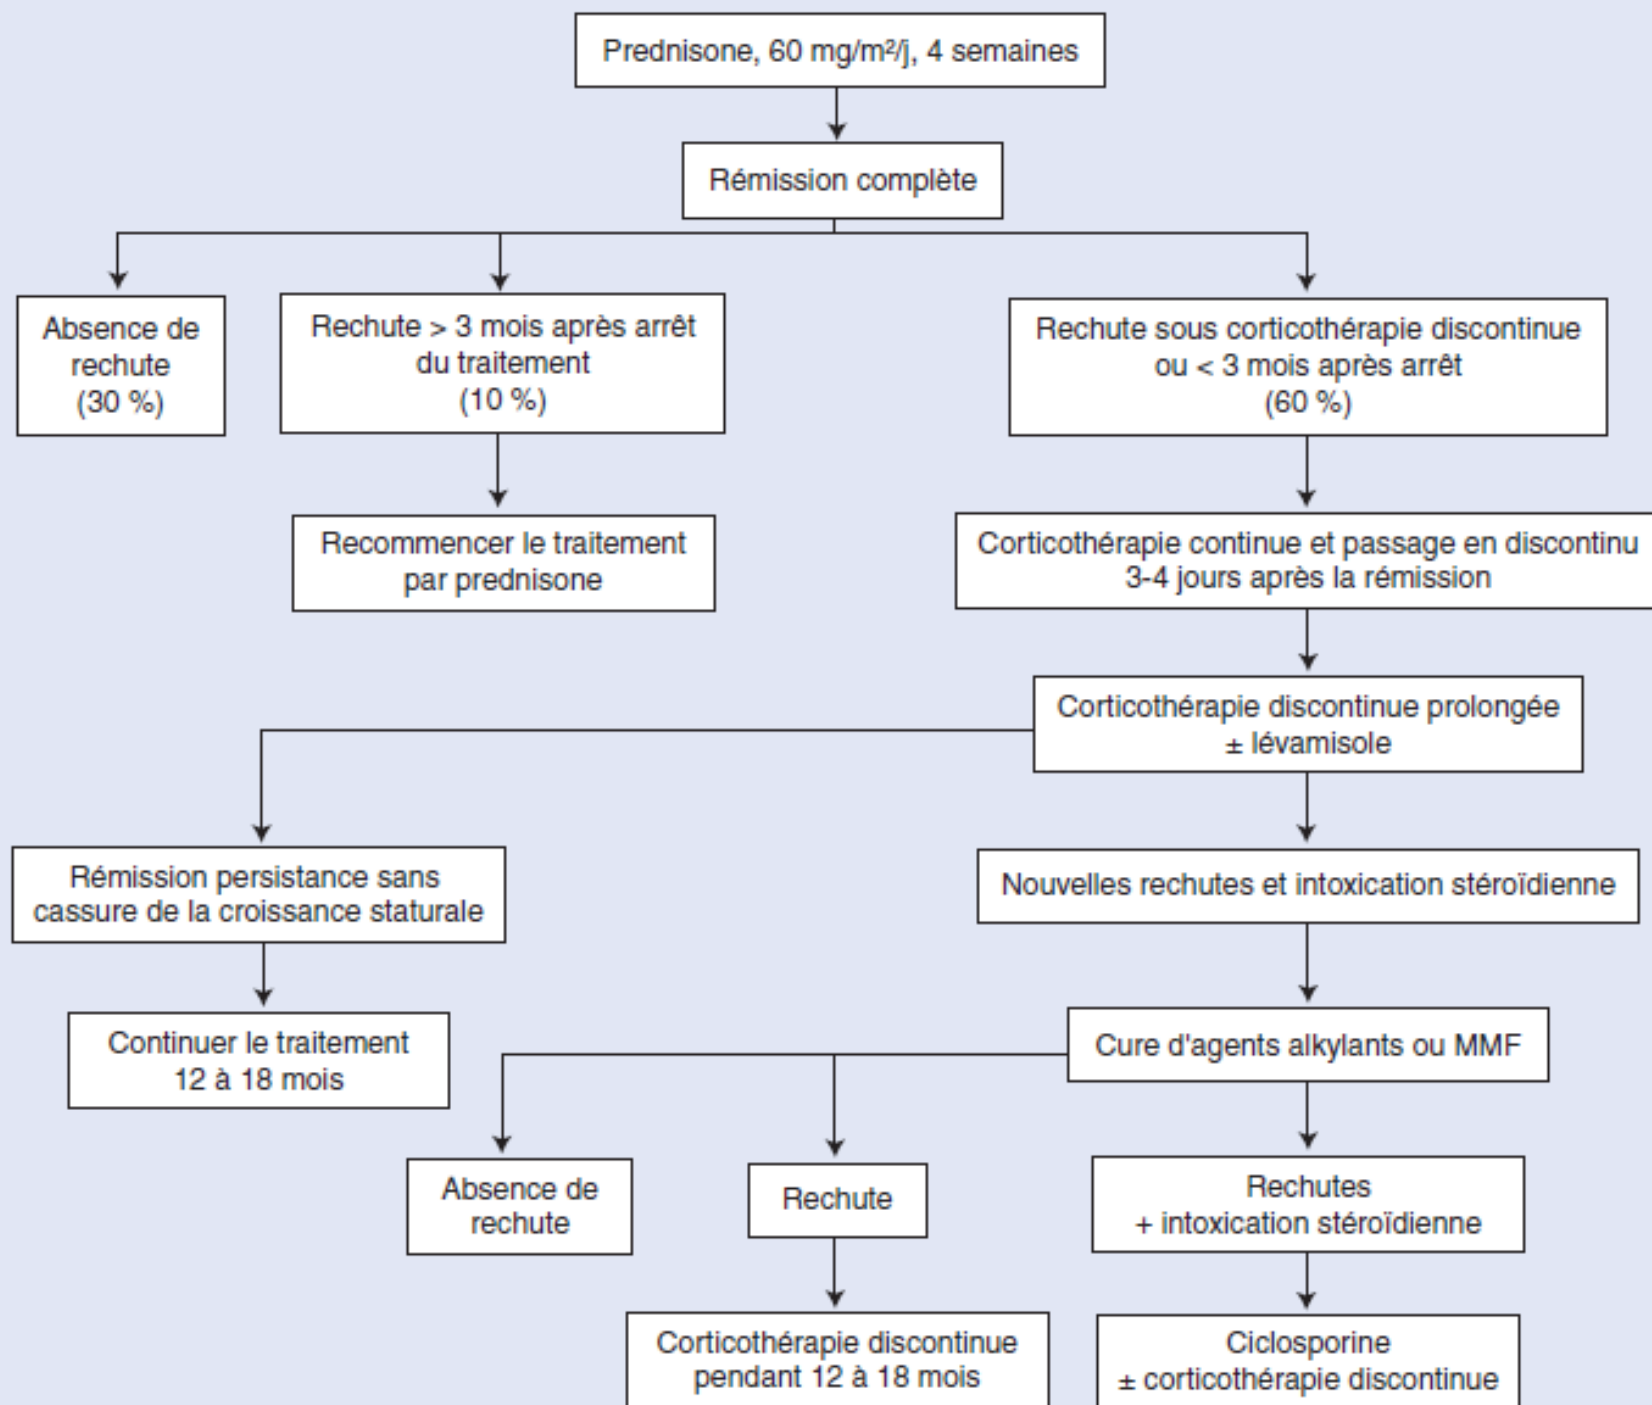 Prednisone, 60 mg/m²/j, 4 semaines
Rémission complète
Absence de
rechute
(30 %)
Rechute > 3 mois après arrêt
du traitement
(10 %)
Rechute sous corticothérapie discontinue
ou < 3 mois après arrêt
(60 %)
Recommencer le traitement
par prednisone
Corticothérapie continue et passage en discontinu
3-4 jours après la rémission
Corticothérapie discontinue prolongée
± lévamisole
Rémission persistance sans
cassure de la croissance staturale
Nouvelles rechutes et intoxication stéroïdienne
Continuer le traitement
12 à 18 mois
Cure d'agents alkylants ou MMF
Absence de
rechute
Rechute
Rechutes
+ intoxication stéroïdienne
Corticothérapie discontinue
pendant 12 à 18 mois
Ciclosporine
± corticothérapie discontinue